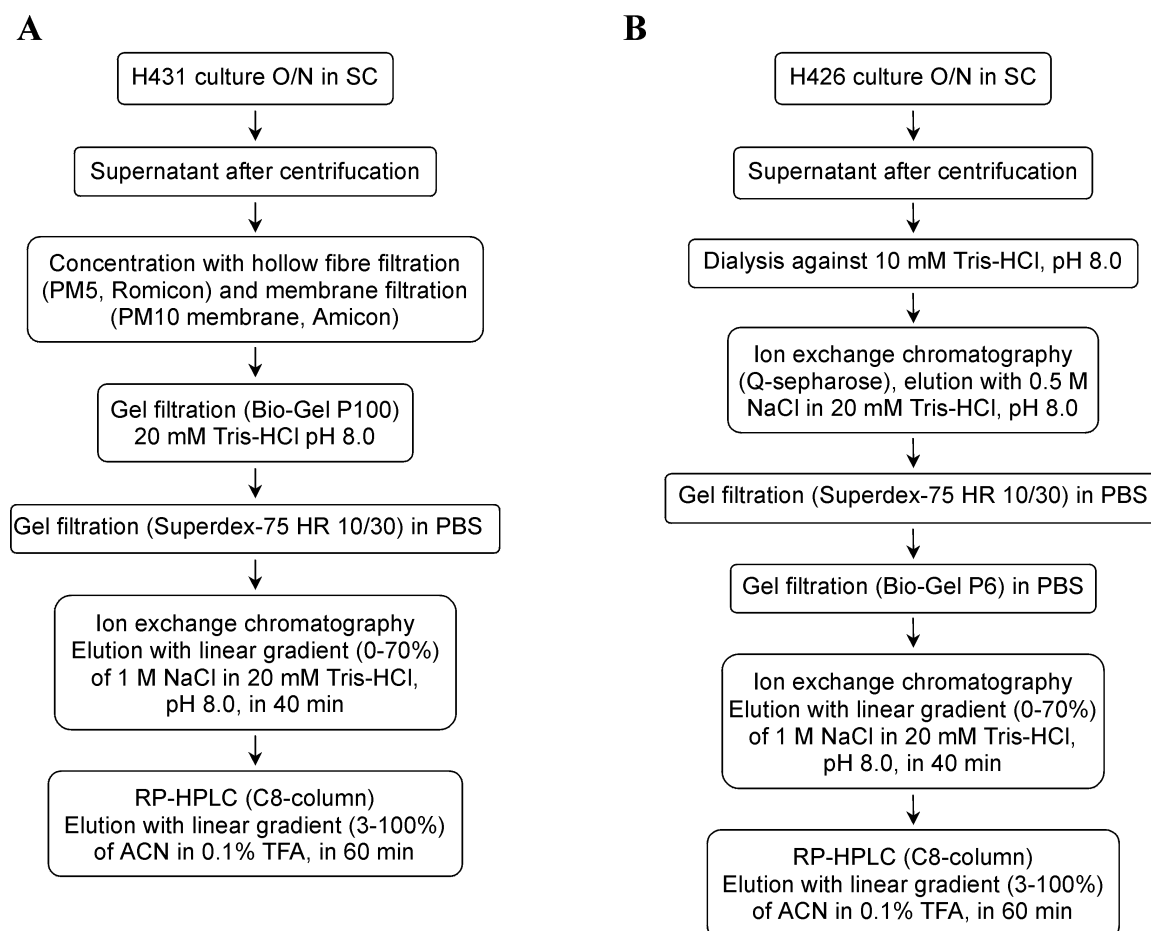 A
H431 culture O/N in SC
Supernatant after centrifucation
Concentration with hollow fibre filtration
(PM5, Romicon) and membrane filtration
(PM10 membrane, Amicon)
Gel filtration (Bio-Gel P100)
20 mM Tris-HCl pH 8.0
Gel filtration (Superdex-75 HR 10/30) in PBS
Ion exchange chromatography
Elution with linear gradient (0-70%)
of 1 M NaCl in 20 mM Tris-HCl,
pH 8.0, in 40 min
RP-HPLC (C8-column)
Elution with linear gradient (3-100%)
of ACN in 0.1% TFA, in 60 min
B
H426 culture O/N in SC
Supernatant after centrifucation
Dialysis against 10 mM Tris-HCl, pH 8.0
Ion exchange chromatography
(Q-sepharose), elution with 0.5 M
NaCl in 20 mM Tris-HCl, pH 8.0
Gel filtration (Superdex-75 HR 10/30) in PBS
Gel filtration (Bio-Gel P6) in PBS
Ion exchange chromatography
Elution with linear gradient (0-70%)
of 1 M NaCl in 20 mM Tris-HCl,
pH 8.0, in 40 min
RP-HPLC (C8-column)
Elution with linear gradient (3-100%)
of ACN in 0.1% TFA, in 60 min